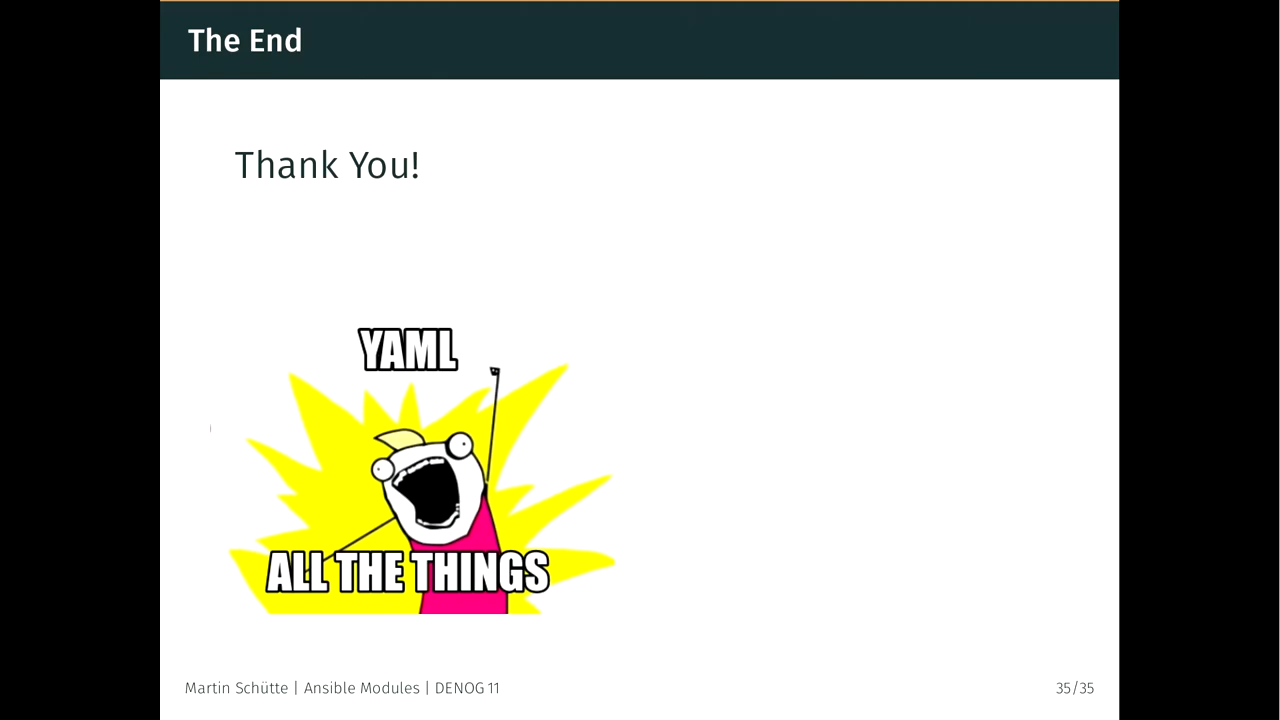 The End
Thank You!
YAML
ALL THE THINGS
Martin Schütte | Ansible Modules | DENOG 11
35/35